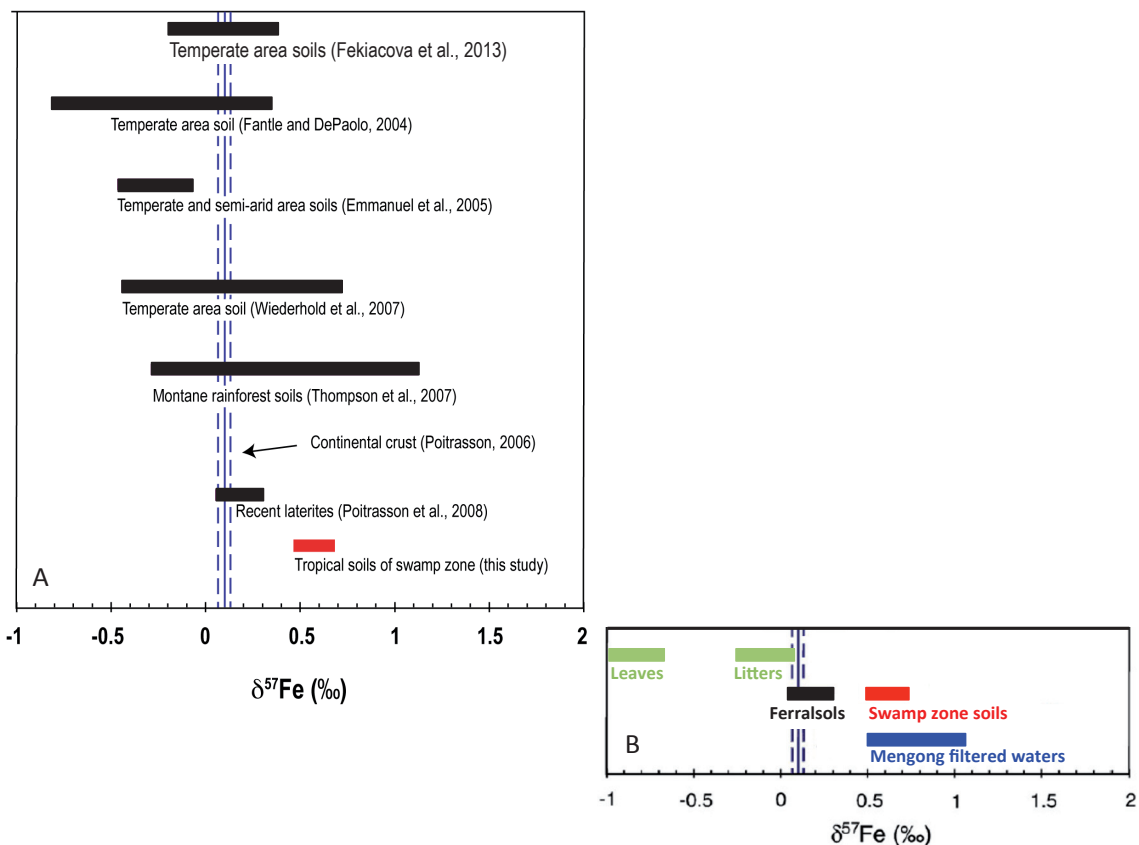 Temperate area soils (Fekiacova et al., 2013)
Temperate area soil (Fantle and DePaolo, 2004)
Temperate and semi-arid area soils (Emmanuel et al., 2005)
Temperate area soil (Wiederhold et al., 2007)
Montane rainforest soils (Thompson et al., 2007)
Continental crust (Poitrasson, 2006)
Recent laterites (Poitrasson et al., 2008)
Tropical soils of swamp zone (this study)
A
-1 -0.5 0 0.5 1 1.5 2
δ⁵⁷Fe (‰)
Leaves Litters
Ferralsols Swamp zone soils
B
Mengong filtered waters
-1 -0.5 0 0.5 1 1.5 2
δ⁵⁷Fe (‰)